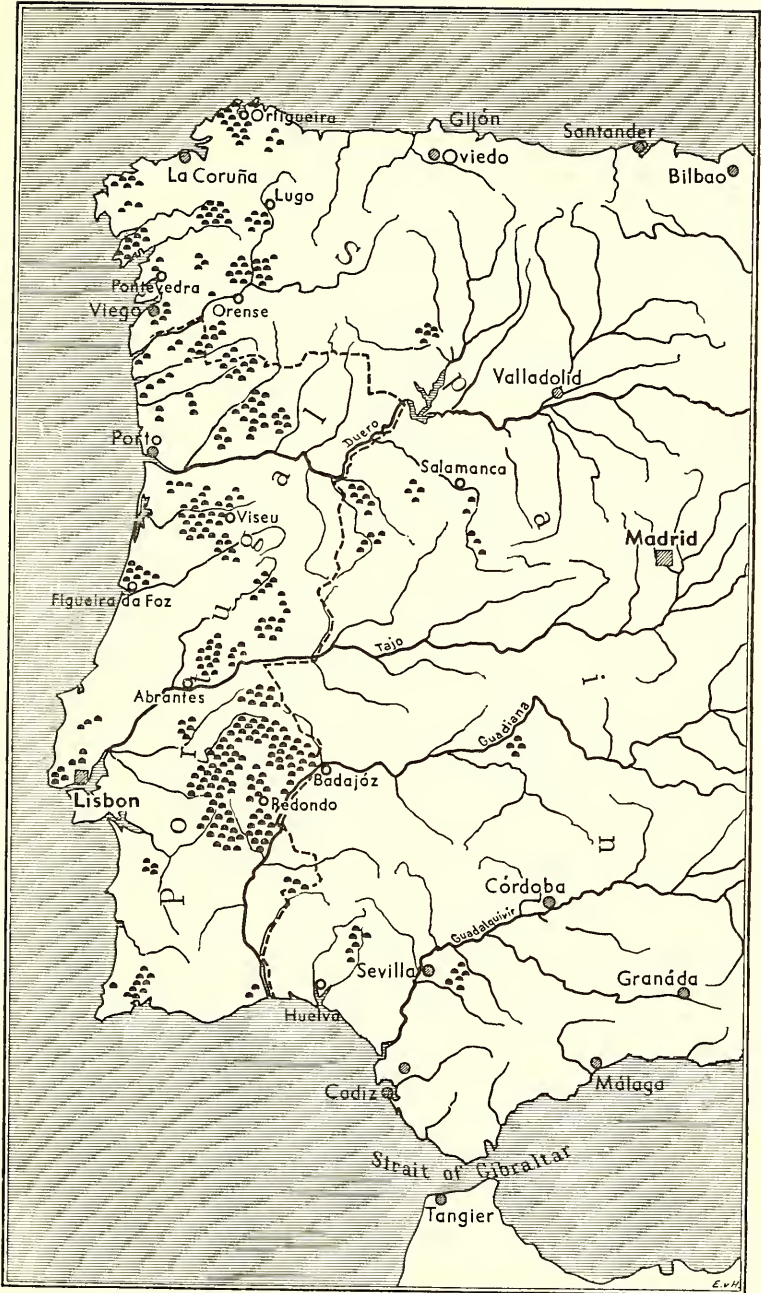 Ortigueira
Gijón
Santander
La Coruña
Oviedo
Bilbao
Lugo
S
Pontevedra
Viego
Orense
p
Valladolid
l
Duero
Porto
a
Salamanca
a
Viseu
g
Madrid
Figueira da Foz
u
Tajo
Abrantes
i
Guadiana
t
r
Badajóz
Lisbon
Redondo
o
n
P
Córdoba
Guadalquivir
Sevilla
Granáda
Huelva
Cadiz
Málaga
Strait of Gibraltar
Tangier
E.v.H.